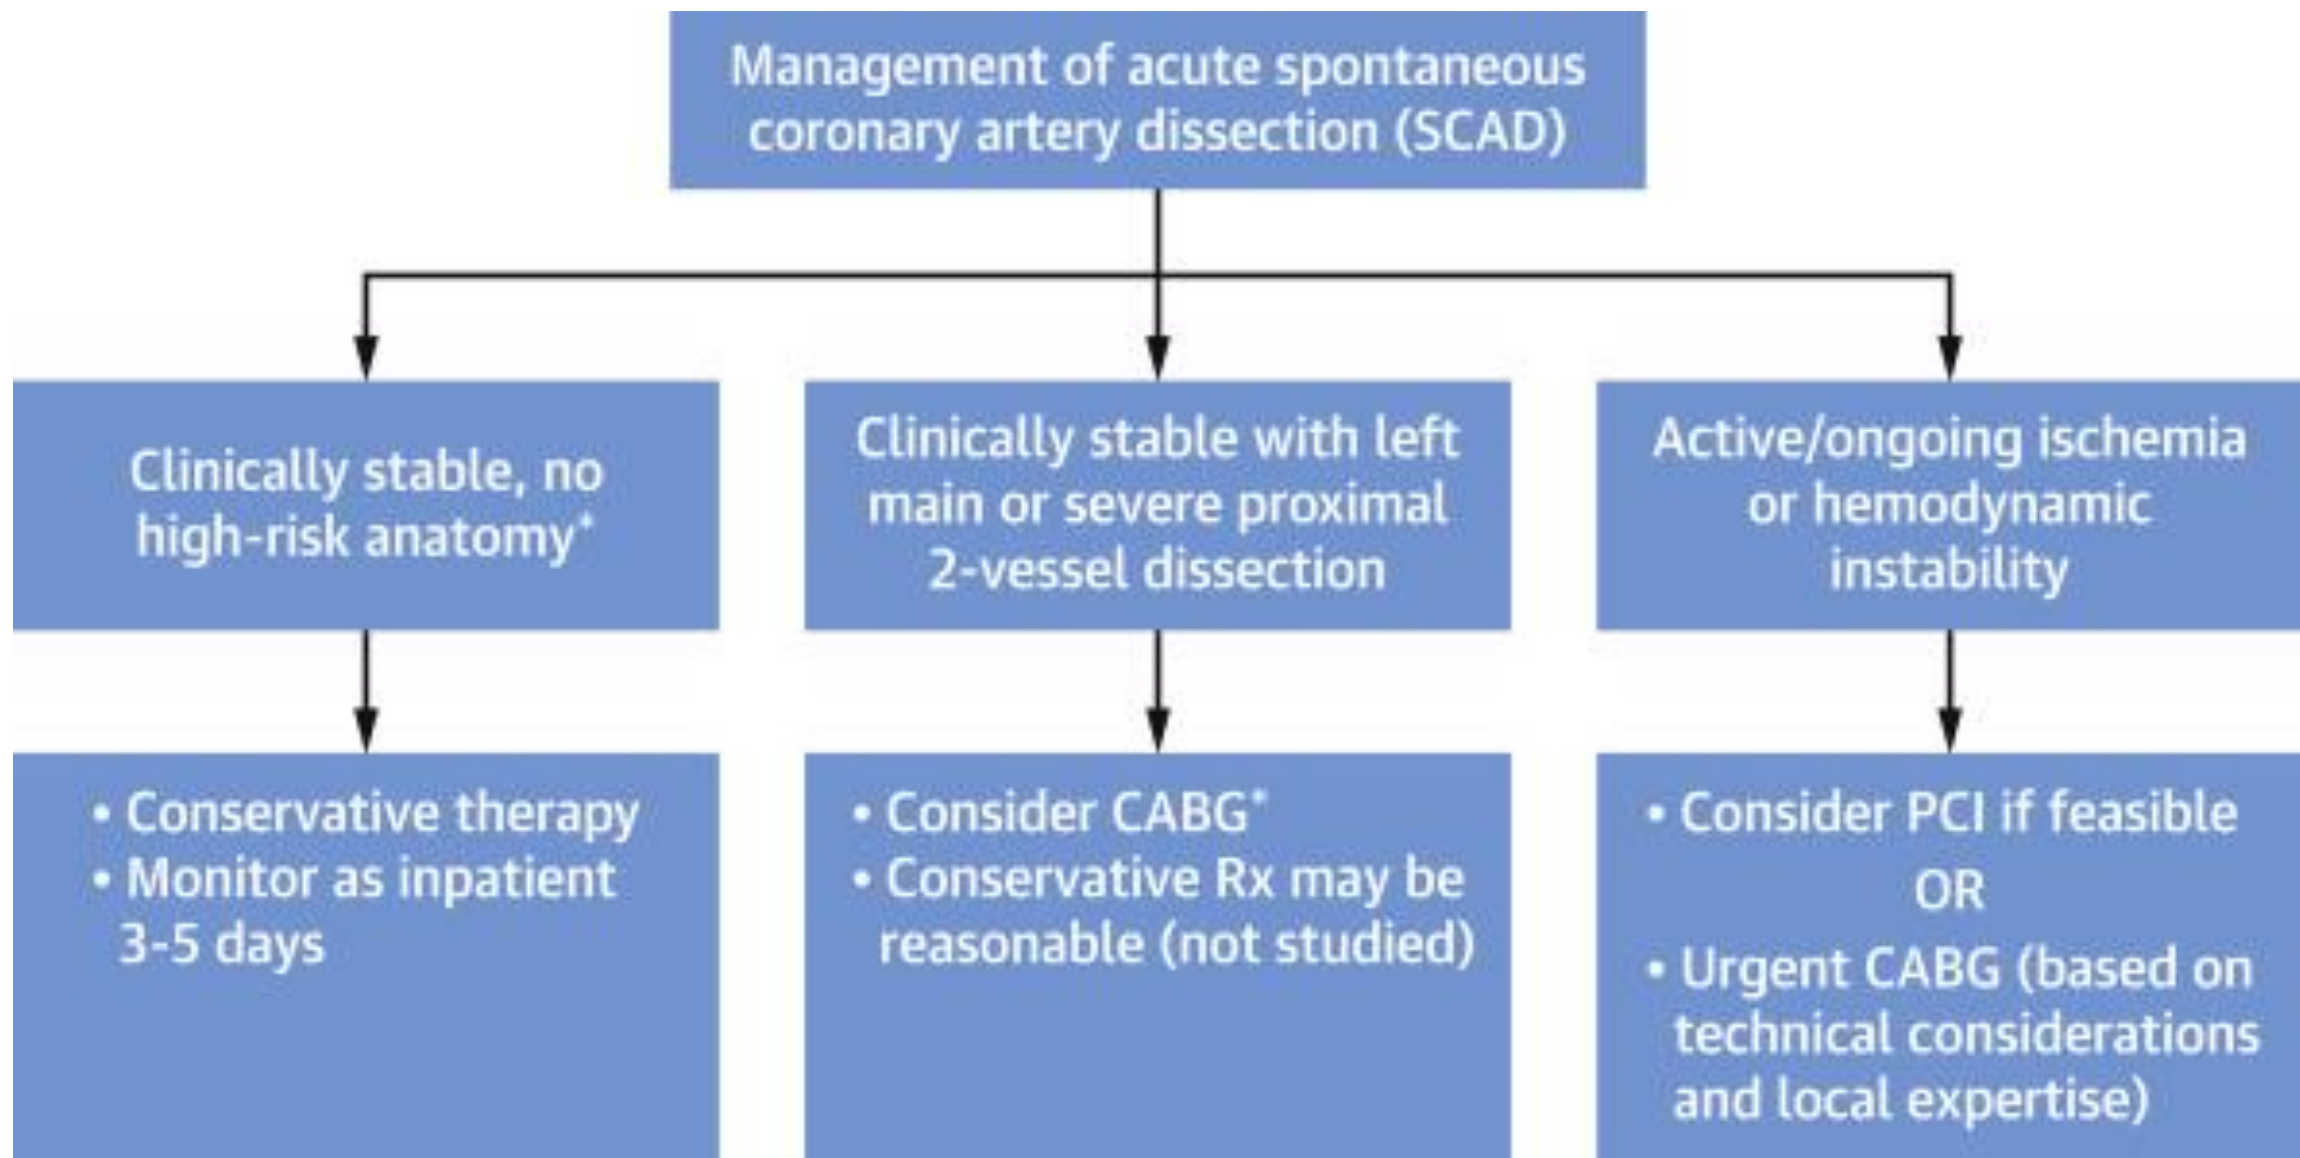 Management of acute spontaneous
coronary artery dissection (SCAD)
Clinically stable, no
high-risk anatomy*
Clinically stable with left
main or severe proximal
2-vessel dissection
Active/ongoing ischemia
or hemodynamic
instability
• Conservative therapy
• Monitor as inpatient
3-5 days
• Consider CABG*
• Conservative Rx may be
reasonable (not studied)
• Consider PCI if feasible
OR
• Urgent CABG (based on
technical considerations
and local expertise)